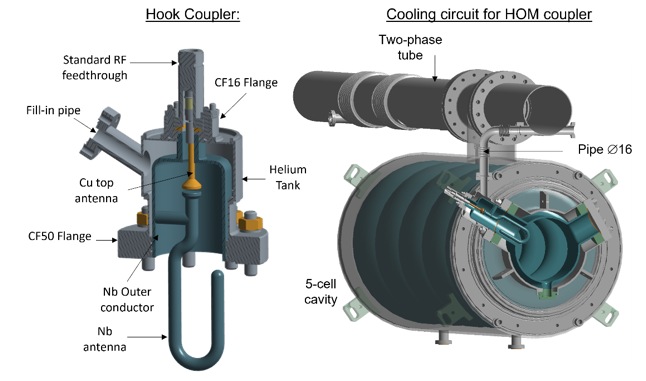 Hook Coupler:
Standard RF
feedthrough
CF16 Flange
Fill-in pipe
Cu top
antenna
Helium
Tank
CF50 Flange
Nb Outer
conductor
Nb
antenna
Cooling circuit for HOM coupler
Two-phase
tube
Pipe ∅16
5-cell
cavity